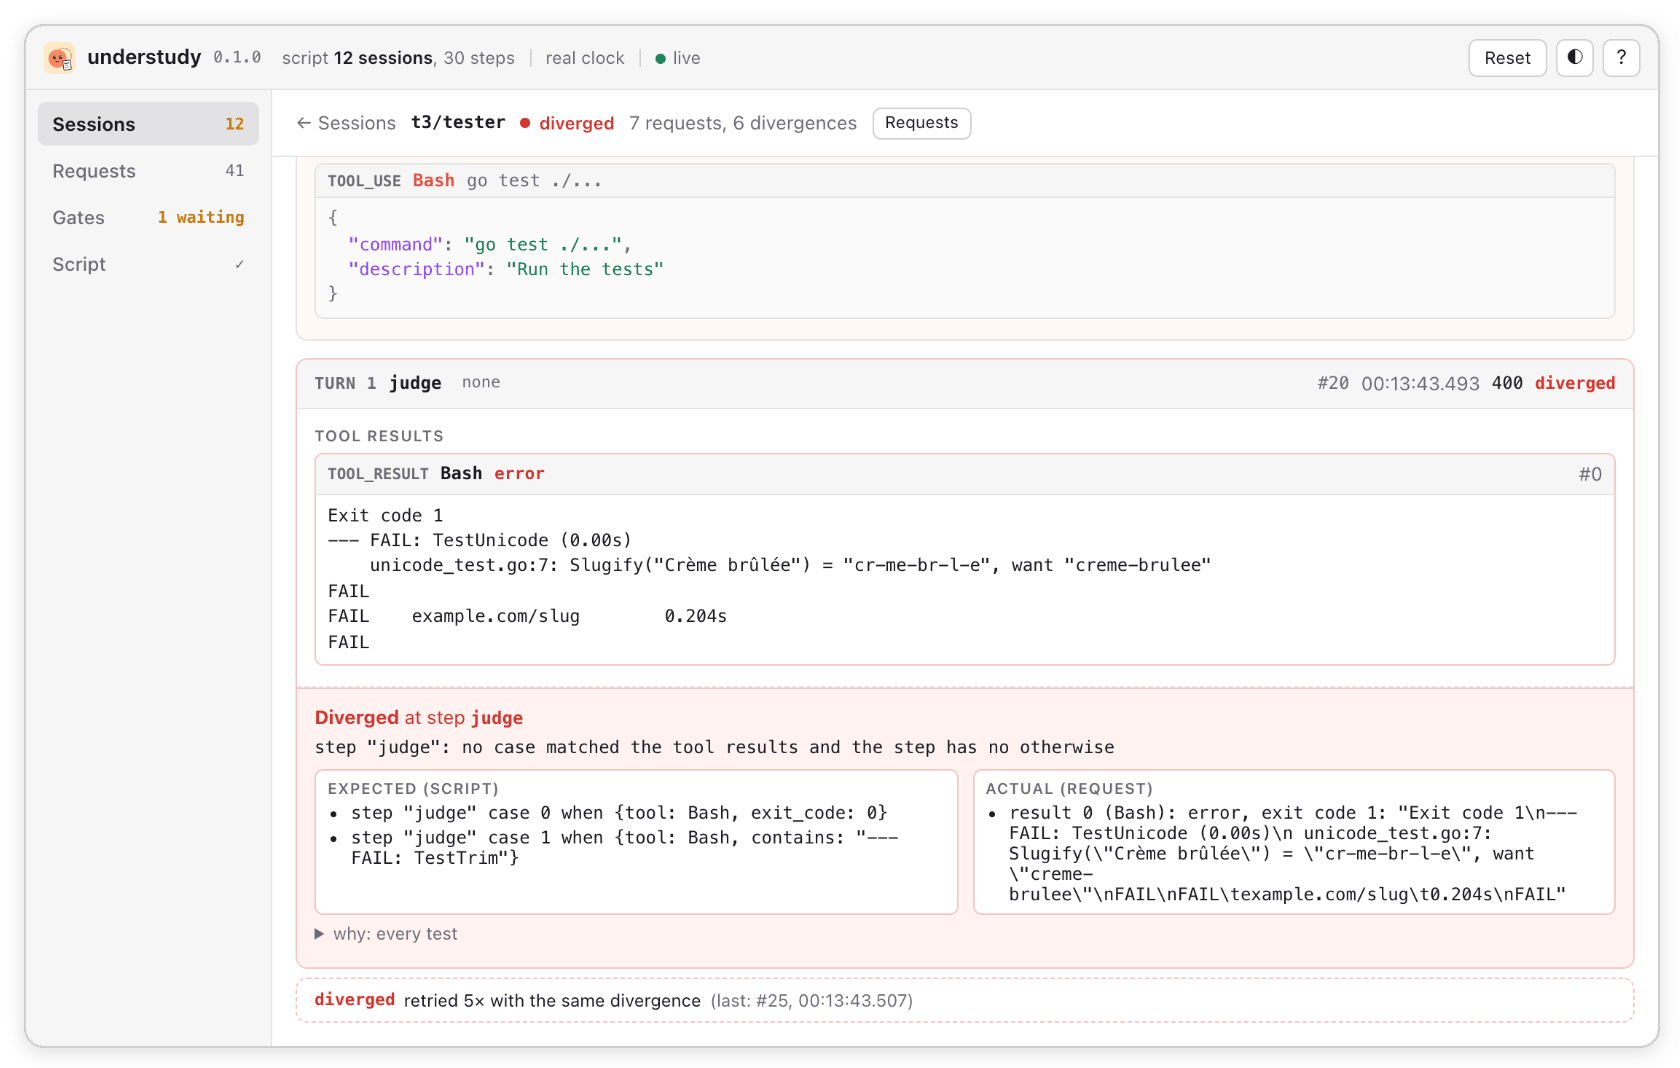 understudy 0.1.0 script 12 sessions, 30 steps real clock live Reset ?
Sessions 12
Requests 41
Gates 1 waiting
Script ✓
← Sessions t3/tester diverged 7 requests, 6 divergences Requests
TOOL_USE Bash go test ./...
{
"command": "go test ./...",
"description": "Run the tests"
}
TURN 1 judge none #20 00:13:43.493 400 diverged
TOOL RESULTS
TOOL_RESULT Bash error #0
Exit code 1
--- FAIL: TestUnicode (0.00s)
unicode_test.go:7: Slugify("Crème brûlée") = "cr-me-br-l-e", want "creme-brulee"
FAIL
FAIL example.com/slug 0.204s
FAIL
Diverged at step judge
step "judge": no case matched the tool results and the step has no otherwise
EXPECTED (SCRIPT)
• step "judge" case 0 when {tool: Bash, exit_code: 0}
• step "judge" case 1 when {tool: Bash, contains: "---
FAIL: TestTrim"}
ACTUAL (REQUEST)
• result 0 (Bash): error, exit code 1: "Exit code 1\n---
FAIL: TestUnicode (0.00s)\n unicode_test.go:7:
Slugify(\"Crème brûlée\") = \"cr-me-br-l-e\", want
\"creme-
brulee\"\nFAIL\nFAIL\texample.com/slug\t0.204s\nFAIL"
▶ why: every test
diverged retried 5× with the same divergence (last: #25, 00:13:43.507)